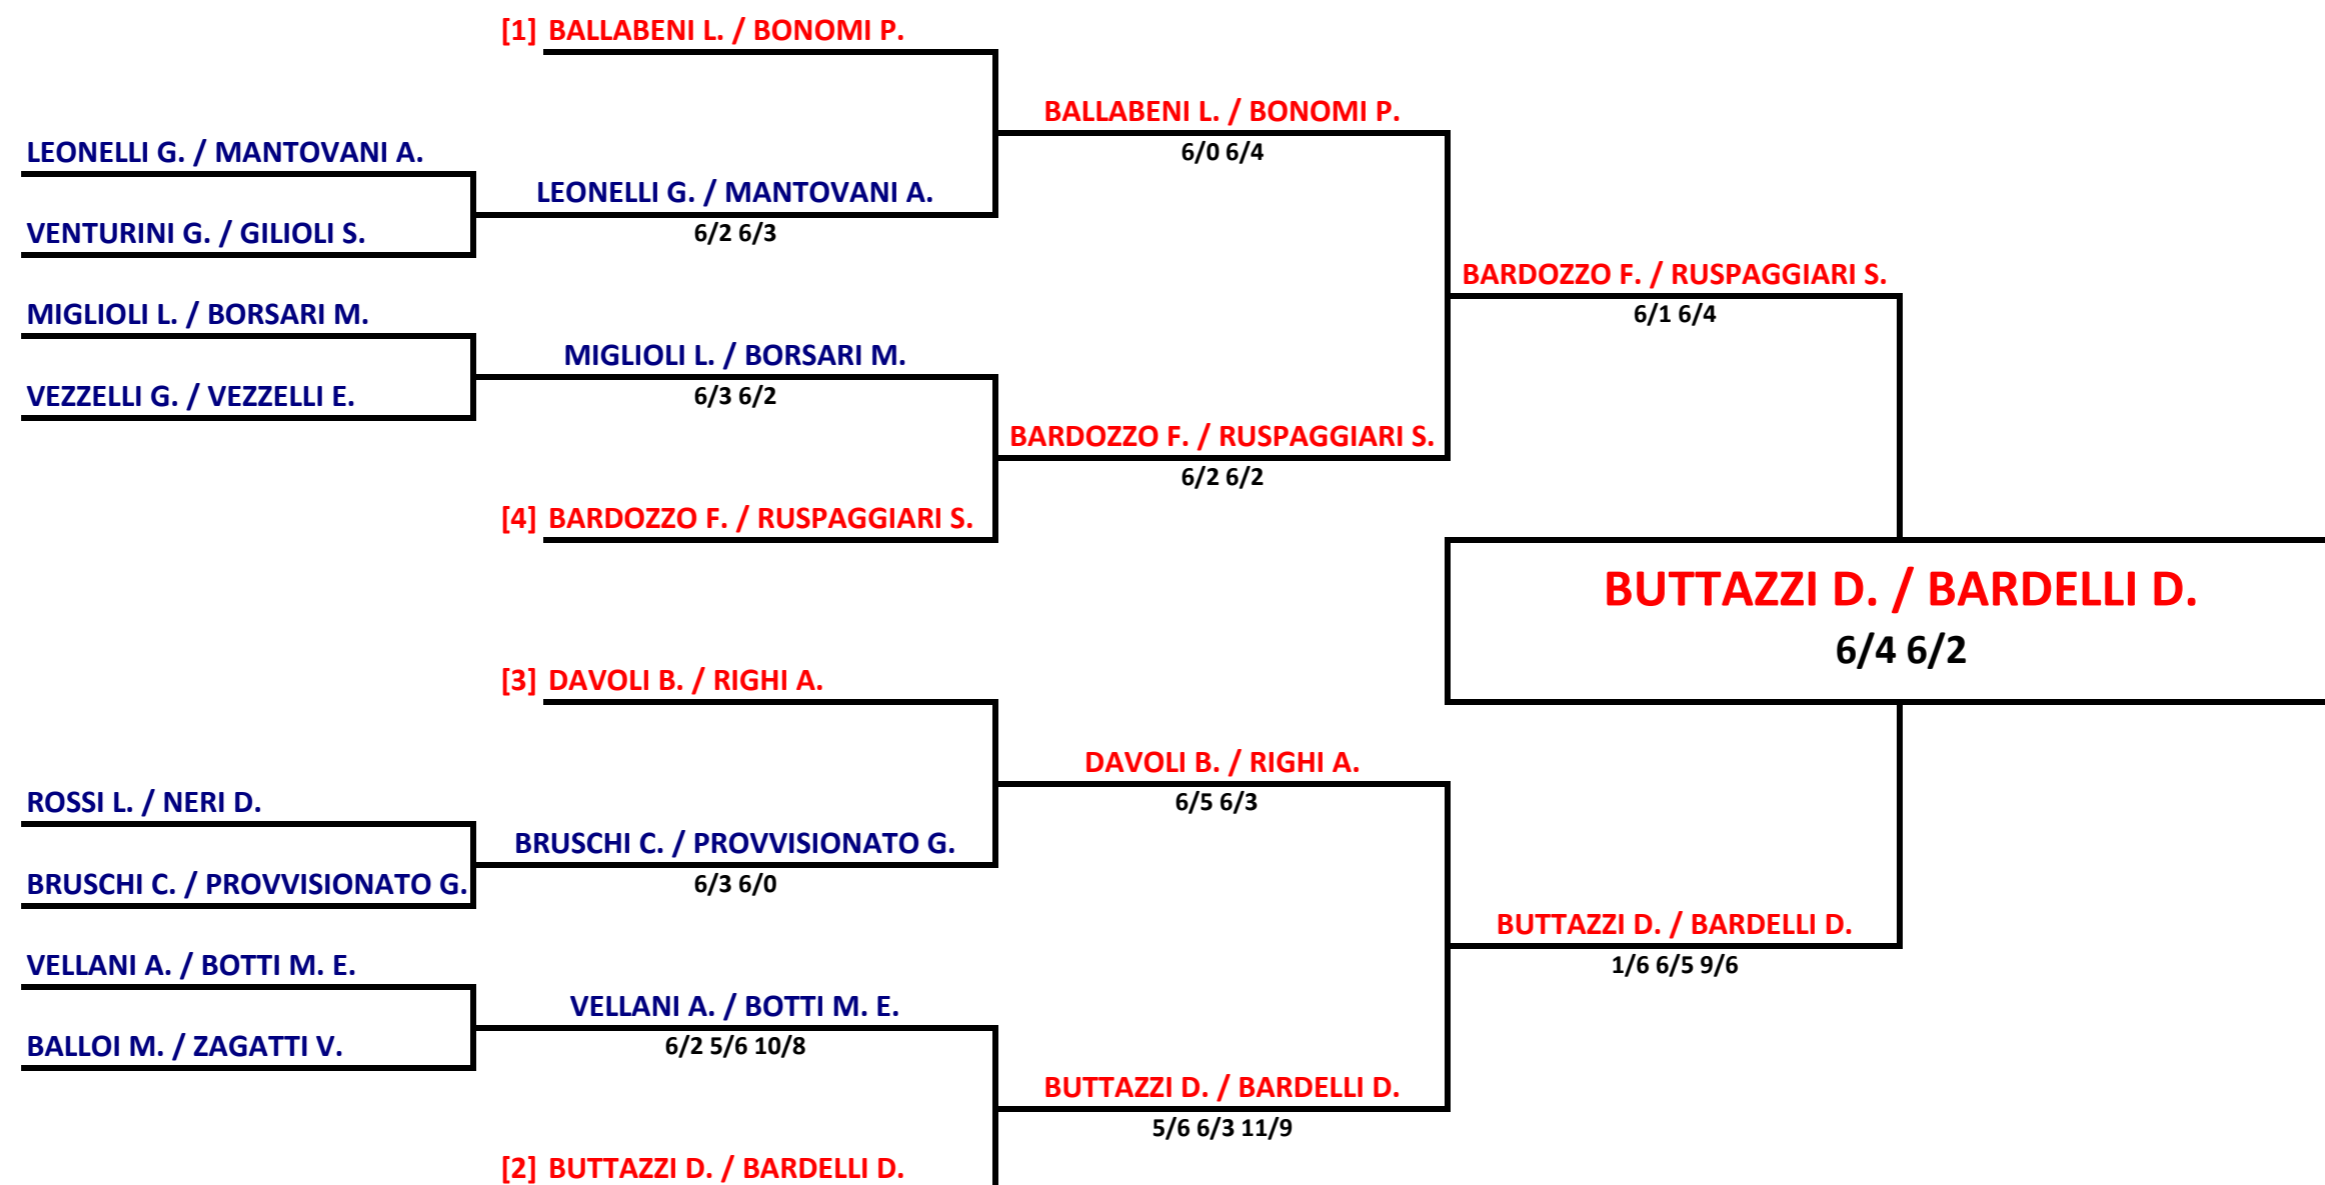 [1] BALLABENI L. / BONOMI P.
BALLABENI L. / BONOMI P.
6/0 6/4
LEONELLI G. / MANTOVANI A.
LEONELLI G. / MANTOVANI A.
6/2 6/3
VENTURINI G. / GILIOLI S.
BARDOZZO F. / RUSPAGGIARI S.
6/1 6/4
MIGLIOLI L. / BORSARI M.
MIGLIOLI L. / BORSARI M.
6/3 6/2
VEZZELLI G. / VEZZELLI E.
BARDOZZO F. / RUSPAGGIARI S.
6/2 6/2
[4] BARDOZZO F. / RUSPAGGIARI S.
BUTTAZZI D. / BARDELLI D.
6/4 6/2
[3] DAVOLI B. / RIGHI A.
DAVOLI B. / RIGHI A.
6/5 6/3
ROSSI L. / NERI D.
BRUSCHI C. / PROVVISIONATO G.
6/3 6/0
BRUSCHI C. / PROVVISIONATO G.
BUTTAZZI D. / BARDELLI D.
1/6 6/5 9/6
VELLANI A. / BOTTI M. E.
VELLANI A. / BOTTI M. E.
6/2 5/6 10/8
BALLOI M. / ZAGATTI V.
BUTTAZZI D. / BARDELLI D.
5/6 6/3 11/9
[2] BUTTAZZI D. / BARDELLI D.